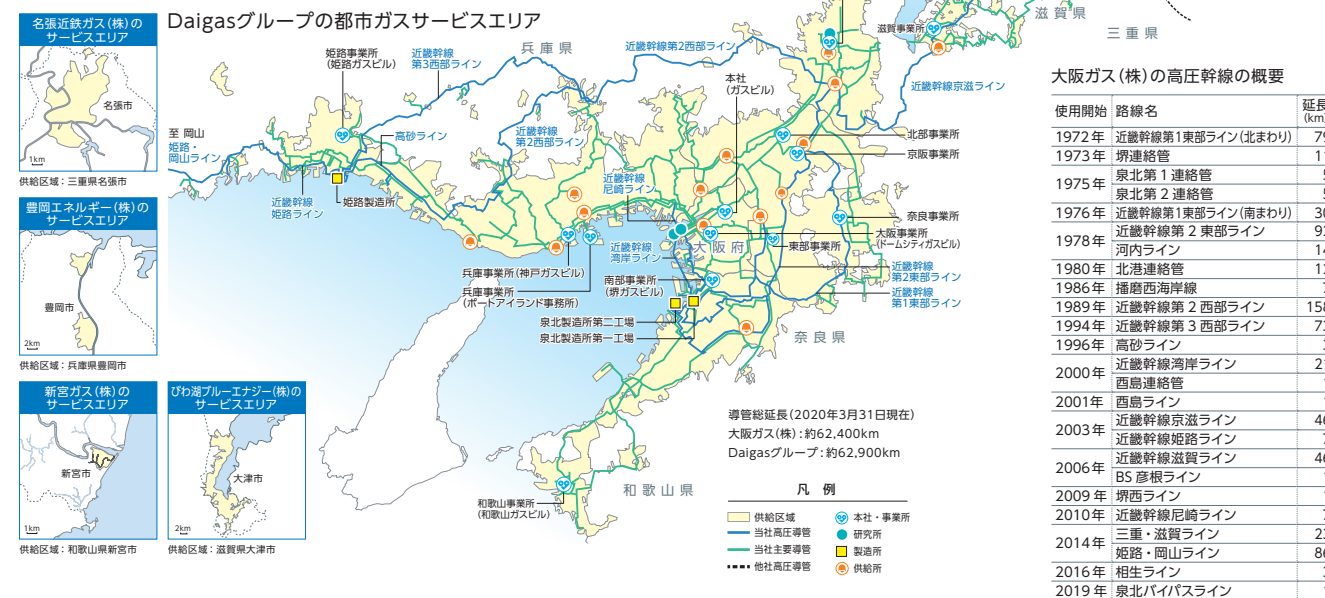 Daigasグループの都市ガスサービスエリア
名張近鉄ガス(株)の
サービスエリア
名張市
1km
供給区域：三重県名張市
豊岡エネルギー(株)の
サービスエリア
豊岡市
2km
供給区域：兵庫県豊岡市
新宮ガス(株)の
サービスエリア
新宮市
1km
供給区域：和歌山県新宮市
びわ湖ブルーエナジー(株)の
サービスエリア
大津市
2km
供給区域：滋賀県大津市
兵庫県
滋賀県
三重県
姫路事業所
(姫路ガスビル)
近畿幹線
第3西部ライン
近畿幹線第2西部ライン
滋賀事業所
本社
(ガスビル)
近畿幹線京滋ライン
至 岡山
姫路・
岡山ライン
高砂ライン
近畿幹線
第2西部ライン
北部事業所
京阪事業所
近畿幹線
姫路ライン
姫路製造所
近畿幹線
尼崎ライン
奈良事業所
大阪事業所
(ドームシティガスビル)
大阪府
東部事業所
近畿幹線
湾岸ライン
兵庫事業所(神戸ガスビル)
兵庫事業所
(ポートアイランド事務所)
南部事業所
(堺ガスビル)
近畿幹線
第2東部ライン
近畿幹線
第1東部ライン
泉北製造所第二工場
泉北製造所第一工場
奈良県
和歌山県
和歌山事業所
(和歌山ガスビル)
導管総延長(2020年3月31日現在)
大阪ガス(株)：約62,400km
Daigasグループ：約62,900km
凡 例
供給区域
当社高圧導管
当社主要導管
他社高圧導管
本社・事業所
研究所
製造所
供給所
大阪ガス(株)の高圧幹線の概要
使用開始 路線名 延長
(km)
1972年 近畿幹線第1東部ライン(北まわり)
1973年 堺連絡管
1975年 泉北第1連絡管
泉北第2連絡管
1976年 近畿幹線第1東部ライン(南まわり)
1978年 近畿幹線第2東部ライン
河内ライン
1980年 北港連絡管
1986年 播磨西海岸線
1989年 近畿幹線第2西部ライン
1994年 近畿幹線第3西部ライン
1996年 高砂ライン
2000年 近畿幹線湾岸ライン
酉島連絡管
2001年 酉島ライン
2003年 近畿幹線京滋ライン
近畿幹線姫路ライン
2006年 近畿幹線滋賀ライン
BS 彦根ライン
2009年 堺西ライン
2010年 近畿幹線尼崎ライン
2014年 三重・滋賀ライン
姫路・岡山ライン
2016年 相生ライン
2019年 泉北バイパスライン